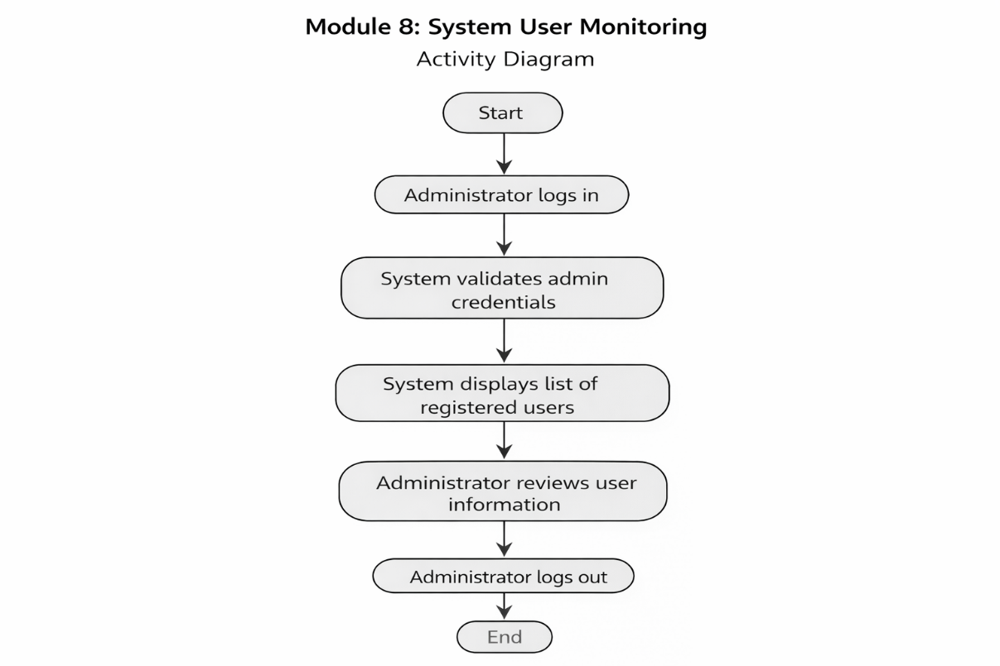 Module 8: System User Monitoring
Activity Diagram
Start
Administrator logs in
System validates admin
credentials
System displays list of
registered users
Administrator reviews user
information
Administrator logs out
End